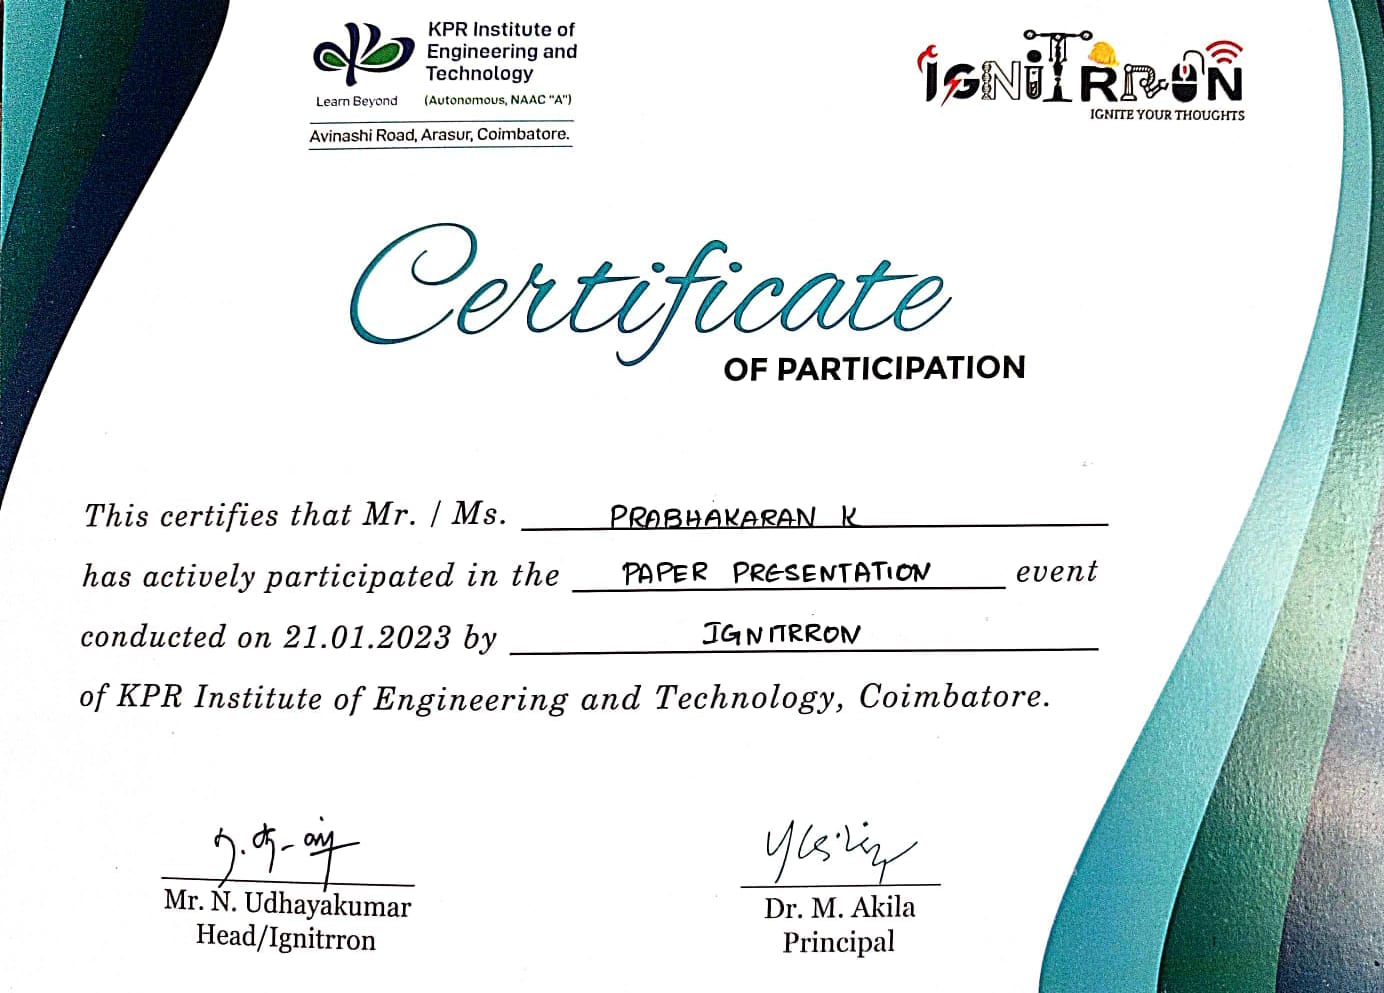 KPR Institute of
Engineering and
Technology
Learn Beyond (Autonomous, NAAC "A")
Avinashi Road, Arasur, Coimbatore.
IGNITRRON
IGNITE YOUR THOUGHTS
Certificate
OF PARTICIPATION
This certifies that Mr. / Ms. PRABHAKARAN K
has actively participated in the PAPER PRESENTATION event
conducted on 21.01.2023 by IGNITRRON
of KPR Institute of Engineering and Technology, Coimbatore.
Mr. N. Udhayakumar
Head/Ignitrron
Dr. M. Akila
Principal